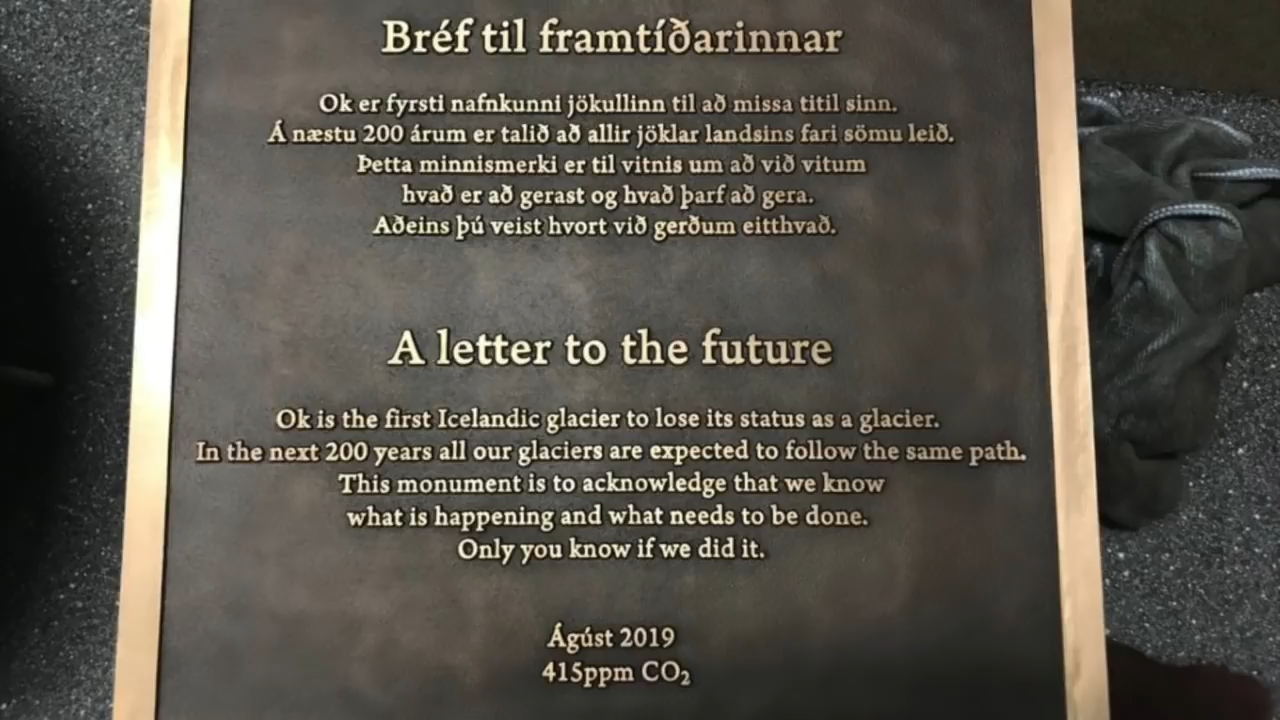 Bréf til framtíðarinnar
Ok er fyrsti nafnkunni jökullinn til að missa titil sinn.
Á næstu 200 árum er talið að allir jöklar landsins fari sömu leið.
Þetta minnismerki er til vitnis um að við vitum
hvað er að gerast og hvað þarf að gera.
Aðeins þú veist hvort við gerðum eitthvað.
A letter to the future
Ok is the first Icelandic glacier to lose its status as a glacier.
In the next 200 years all our glaciers are expected to follow the same path.
This monument is to acknowledge that we know
what is happening and what needs to be done.
Only you know if we did it.
Ágúst 2019
415ppm CO₂